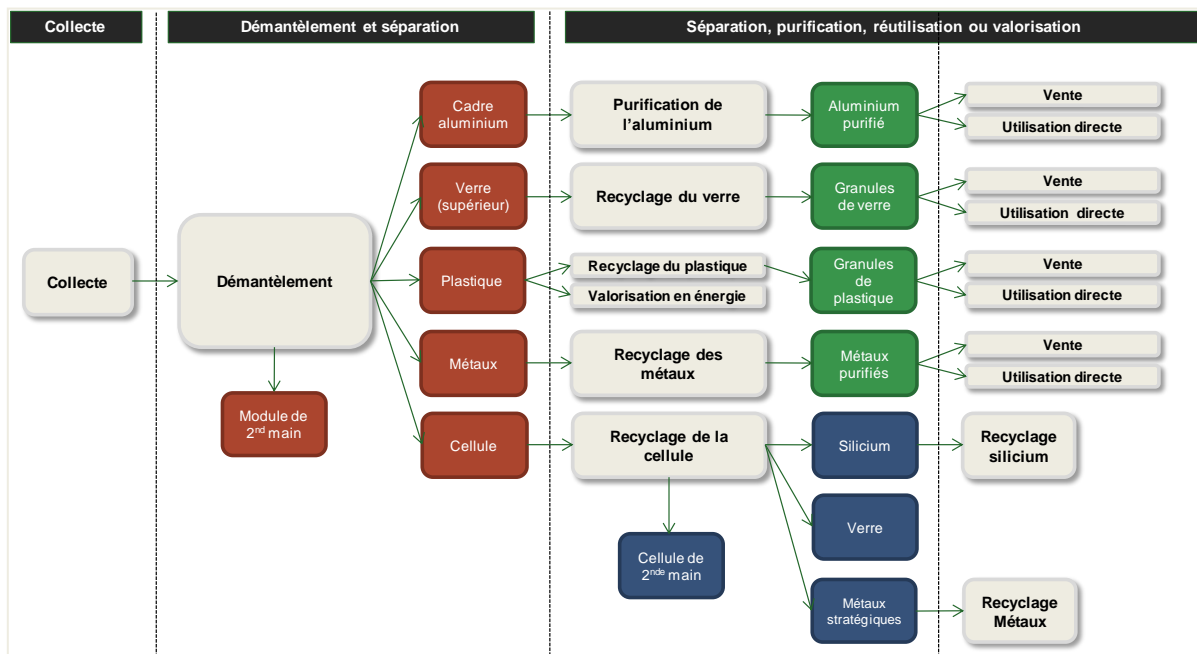 Collecte
Démantèlement et séparation
Séparation, purification, réutilisation ou valorisation
Collecte
Démantèlement
Module de
2nd main
Cadre
aluminium
Purification de
l'aluminium
Aluminium
purifié
Vente
Utilisation directe
Verre
(supérieur)
Recyclage du verre
Granules
de verre
Vente
Utilisation directe
Plastique
Recyclage du plastique
Valorisation en énergie
Granules
de
plastique
Vente
Utilisation directe
Métaux
Recyclage des
métaux
Métaux
purifiés
Vente
Utilisation directe
Cellule
Recyclage de la
cellule
Cellule de
2nde main
Silicium
Recyclage
silicium
Verre
Métaux
stratégiques
Recyclage
Métaux